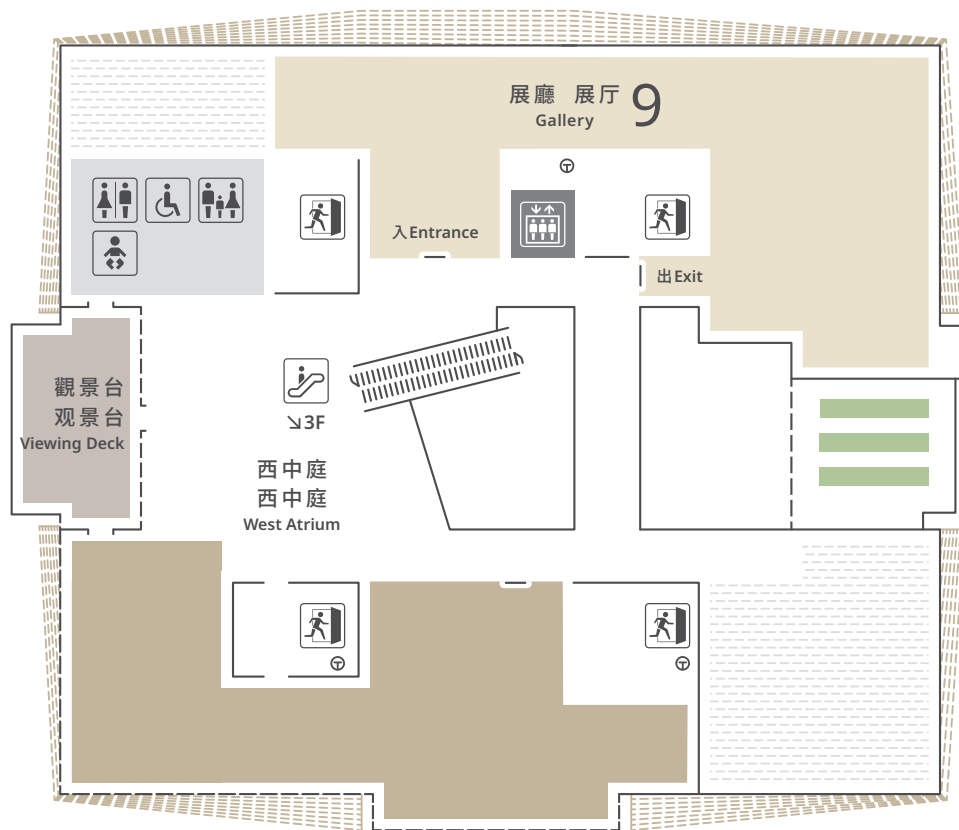 展廳 展厅 9
Gallery
入Entrance
出Exit
觀景台
观景台
Viewing Deck
↘3F
西中庭
西中庭
West Atrium